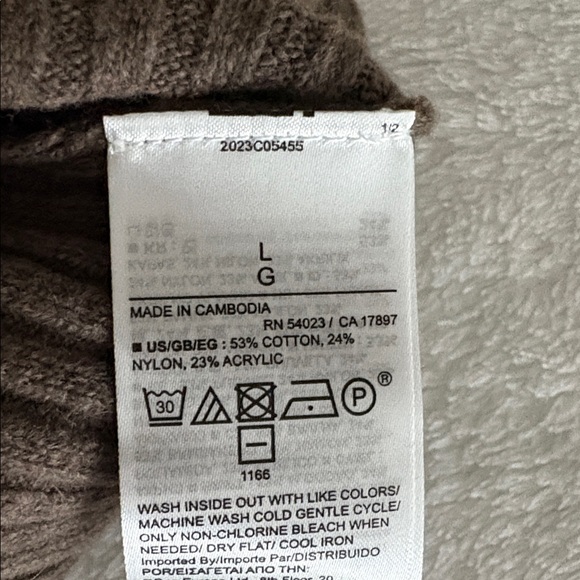 1/2
2023C05455
L
G
MADE IN CAMBODIA
RN 54023 / CA 17897
■ US/GB/EG : 53% COTTON, 24%
NYLON, 23% ACRYLIC
30 P ®
1166
WASH INSIDE OUT WITH LIKE COLORS/
MACHINE WASH COLD GENTLE CYCLE/
ONLY NON-CHLORINE BLEACH WHEN
NEEDED/ DRY FLAT/ COOL IRON
Imported By/Importado Par/DISTRIBUIDO
POR/ΕΙΣΑΓΕΤΑΙ ΑΠΟ ΤΗΝ: